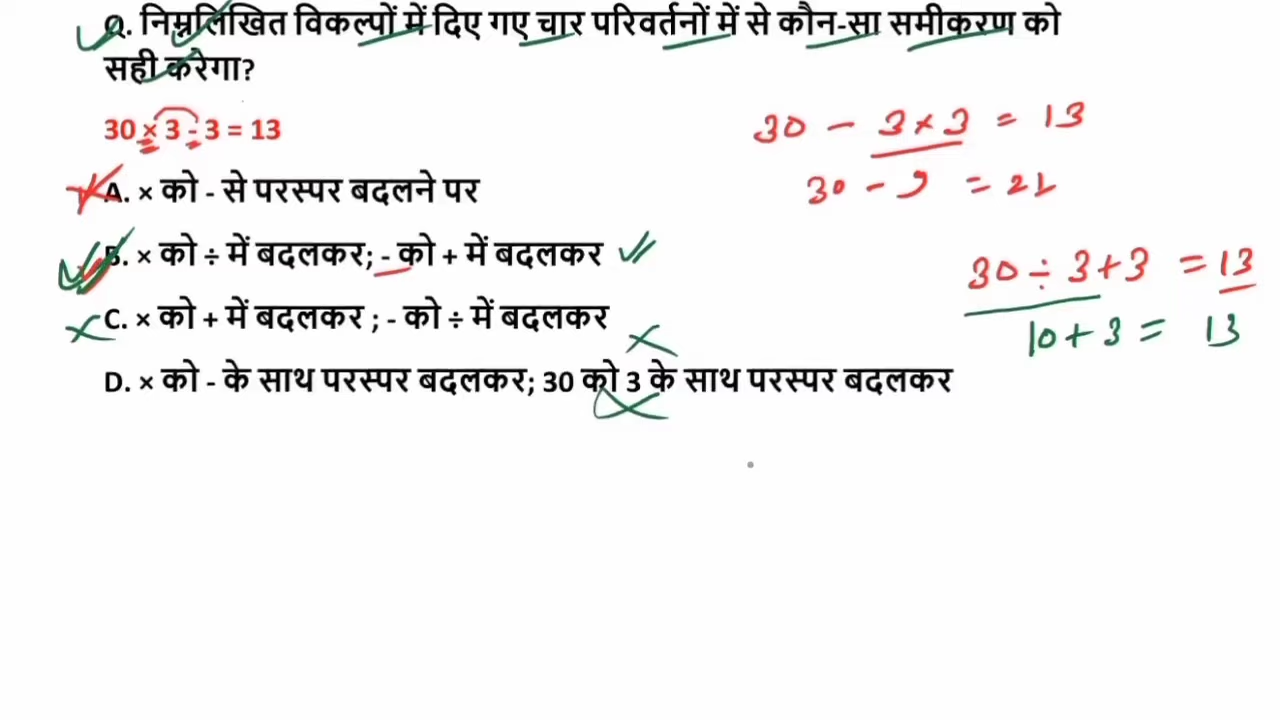 Q. निम्नलिखित विकल्पों में दिए गए चार परिवर्तनों में से कौन-सा समीकरण को
सही करेगा?
30 × 3 - 3 = 13
30 - 3 × 3 = 13
A. × को - से परस्पर बदलने पर
30 - 9 = 21
B. × को ÷ में बदलकर; - को + में बदलकर
30 ÷ 3 + 3 = 13
C. × को + में बदलकर ; - को ÷ में बदलकर
10 + 3 = 13
D. × को - के साथ परस्पर बदलकर; 30 को 3 के साथ परस्पर बदलकर